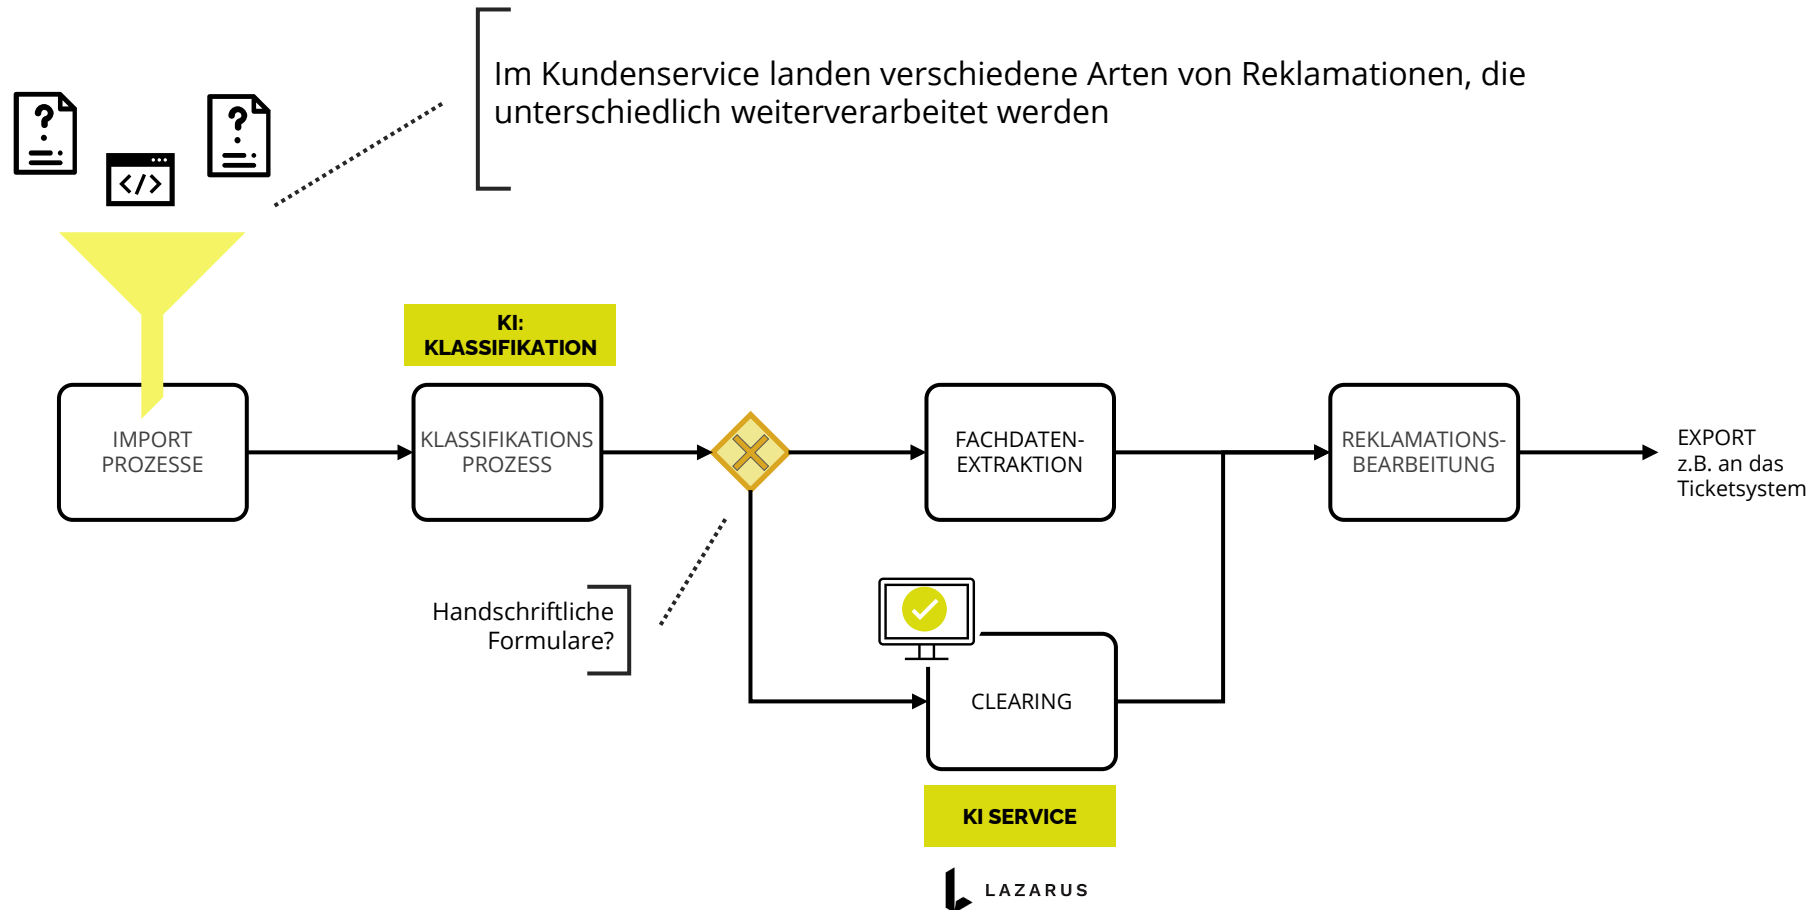 Im Kundenservice landen verschiedene Arten von Reklamationen, die
unterschiedlich weiterverarbeitet werden
?
?
</>
KI:
KLASSIFIKATION
IMPORT
PROZESSE
KLASSIFIKATIONS
PROZESS
FACHDATEN-
EXTRAKTION
REKLAMATIONS-
BEARBEITUNG
EXPORT
z.B. an das
Ticketsystem
Handschriftliche
Formulare?
CLEARING
KI SERVICE
LAZARUS